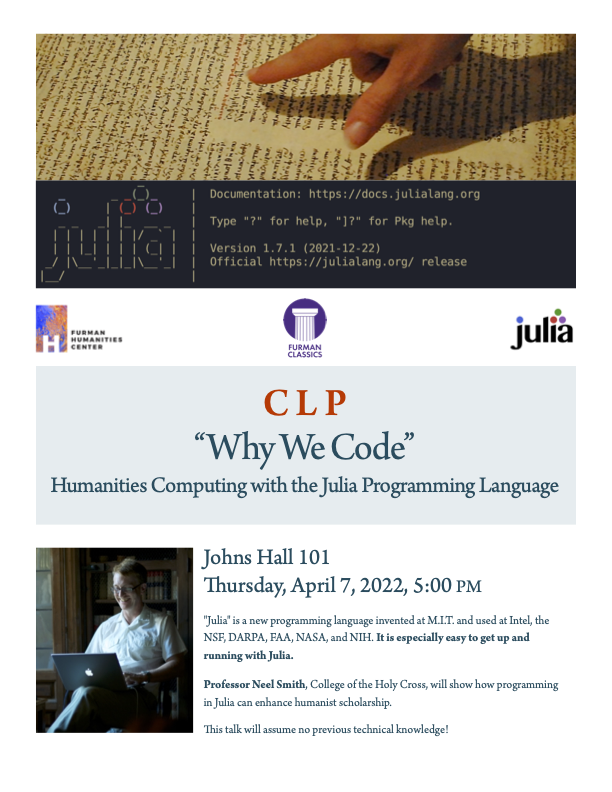 Documentation: https://docs.julialang.org
Type "?" for help, "]?" for Pkg help.
Version 1.7.1 (2021-12-22)
Official https://julialang.org/ release
julia
H
FURMAN
HUMANITIES
CENTER
FURMAN
CLASSICS
julia
CLP
“Why We Code”
Humanities Computing with the Julia Programming Language
Johns Hall 101
Thursday, April 7, 2022, 5:00 PM
"Julia" is a new programming language invented at M.I.T. and used at Intel, the
NSF, DARPA, FAA, NASA, and NIH. It is especially easy to get up and
running with Julia.
Professor Neel Smith, College of the Holy Cross, will show how programming
in Julia can enhance humanist scholarship.
This talk will assume no previous technical knowledge!